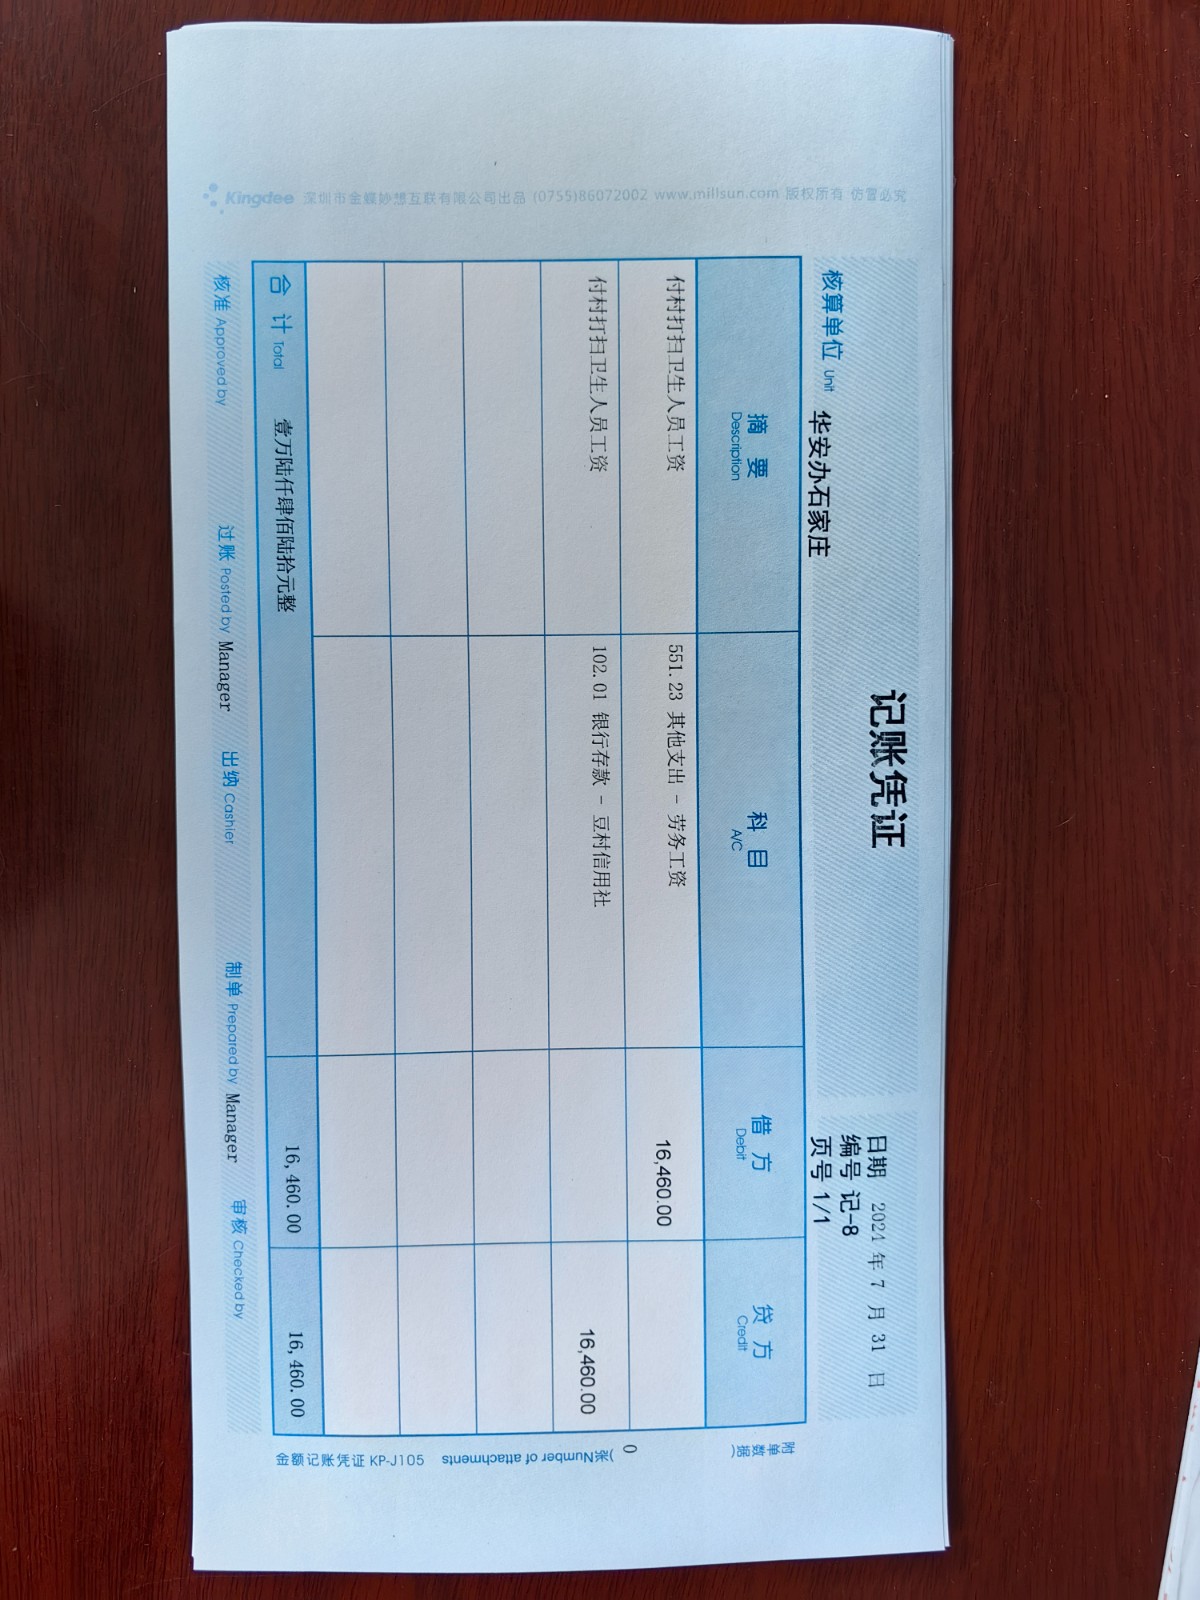 记账凭证
日期 2021 年 7 月 31 日
编号 记-8
核算单位 Unit 华安办石家庄
页号 1/1
摘 要 科 目 借 方 贷 方
Description A/C Debit Credit
付村打扫卫生人员工资 551.23 其他支出 - 劳务工资 16,460.00
付村打扫卫生人员工资 102.01 银行存款 - 豆村信用社 16,460.00
合 计 Total 壹万陆仟肆佰陆拾元整 16,460.00 16,460.00
核准 Approved by 过账 Posted by Manager 出纳 Cashier 制单 Prepared by Manager 审核 Checked by
附单数据( 0 )张Number of attachments 金额记账凭证 KP-J105
Kingdee 深圳市金蝶妙想互联有限公司出品 (0755)86072002 www.millsun.com 版权所有 仿冒必究